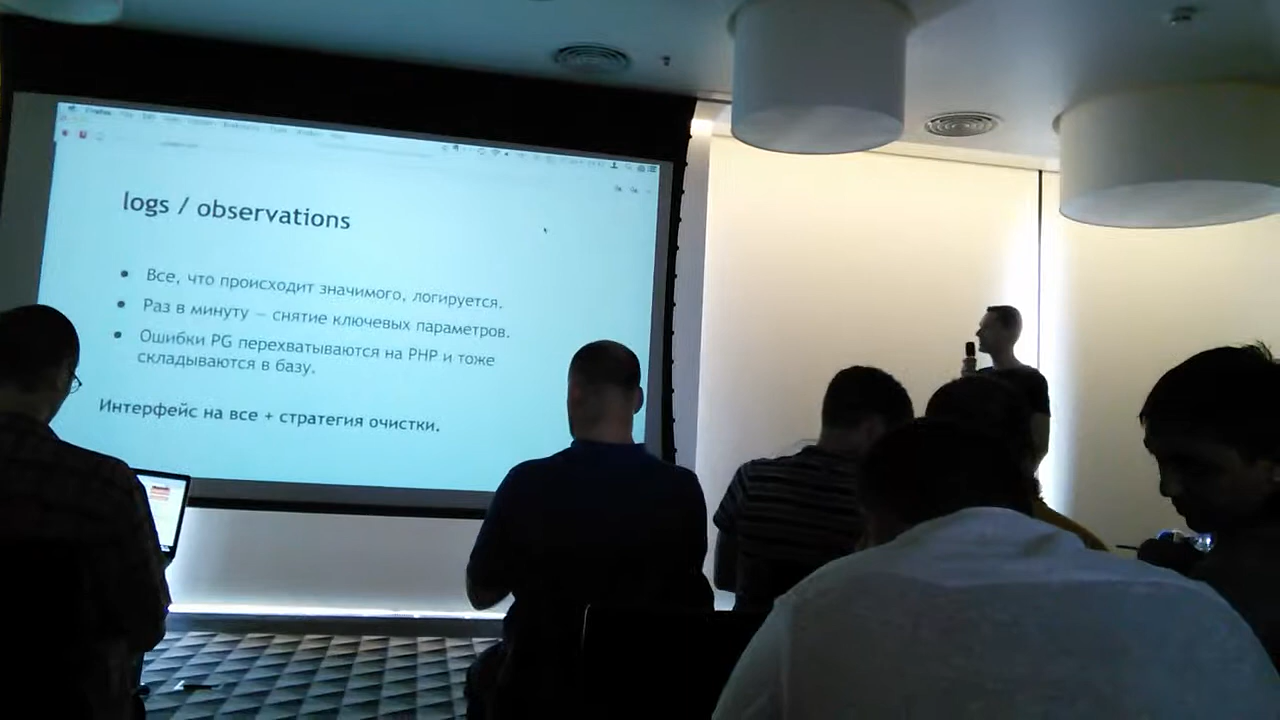 logs / observations
• Все, что происходит значимого, логируется.
• Раз в минуту – снятие ключевых параметров.
• Ошибки PG перехватываются на PHP и тоже
складываются в базу.
Интерфейс на все + стратегия очистки.